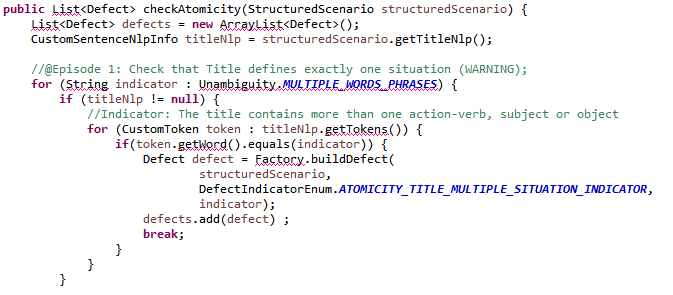 public List<Defect> checkAtomicity(StructuredScenario structuredScenario) {
    List<Defect> defects = new ArrayList<Defect>();
    CustomSentenceNlpInfo titleNlp = structuredScenario.getTitleNlp();

    //@Episode 1: Check that Title defines exactly one situation (WARNING);
    for (String indicator : Unambiguity.MULTIPLE_WORDS_PHRASES) {
        if (titleNlp != null) {
            //Indicator: The title contains more than one action-verb, subject or object
            for (CustomToken token : titleNlp.getTokens()) {
                if(token.getWord().equals(indicator)) {
                    Defect defect = Factory.buildDefect(
                            structuredScenario,
                            DefectIndicatorEnum.ATOMICITY_TITLE_MULTIPLE_SITUATION_INDICATOR,
                            indicator);
                    defects.add(defect) ;
                    break;
                }
            }
        }